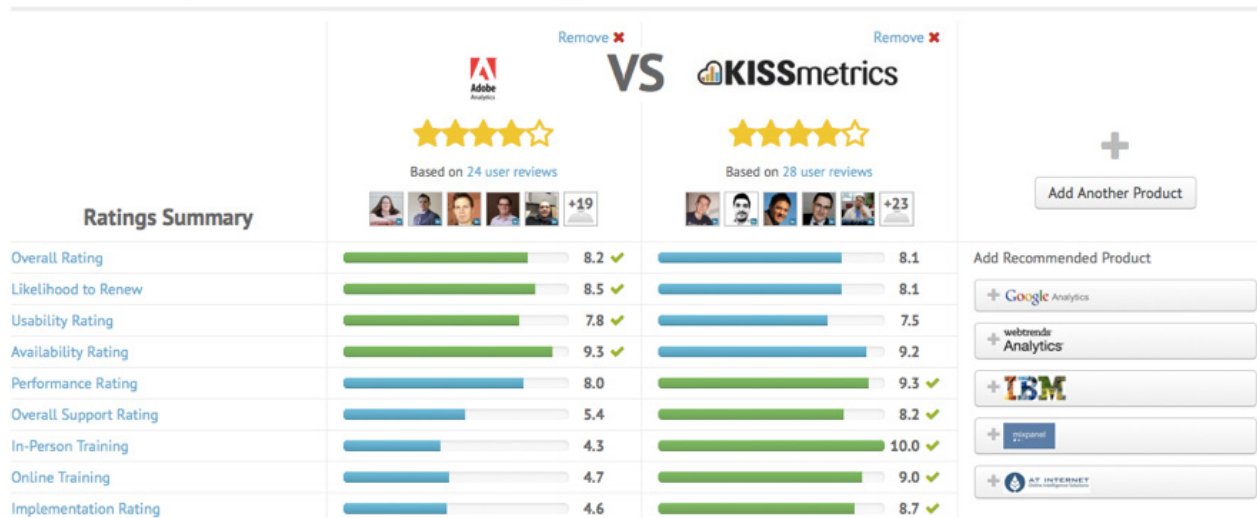 Remove ✖
Remove ✖
Adobe
Analytics
VS
KISSmetrics
Based on 24 user reviews
Based on 28 user reviews
+19
+23
Add Another Product
Ratings Summary
Overall Rating 8.2 ✔ 8.1
Likelihood to Renew 8.5 ✔ 8.1
Usability Rating 7.8 ✔ 7.5
Availability Rating 9.3 ✔ 9.2
Performance Rating 8.0 9.3 ✔
Overall Support Rating 5.4 8.2 ✔
In-Person Training 4.3 10.0 ✔
Online Training 4.7 9.0 ✔
Implementation Rating 4.6 8.7 ✔
Add Recommended Product
Google Analytics
webtrends
Analytics
IBM
mixpanel
AT INTERNET
Online Intelligence Solutions